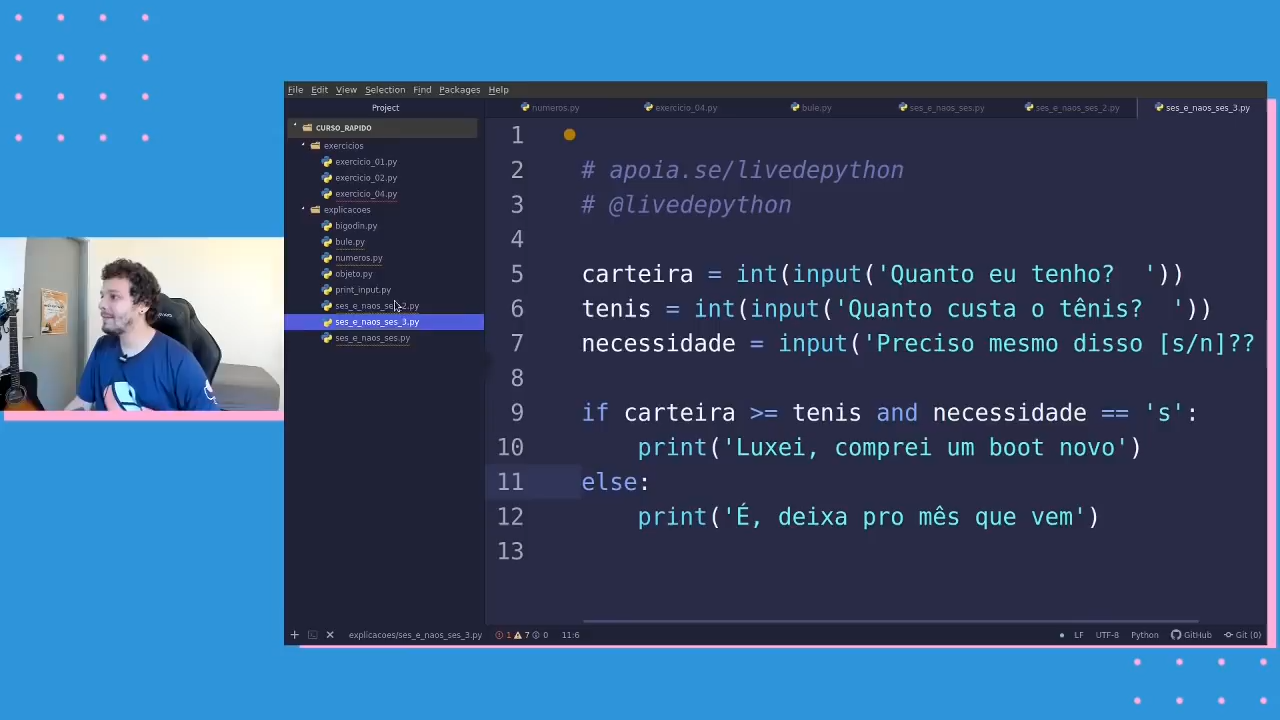 File Edit View Selection Find Packages Help
Project
numeros.py exercicio_04.py bule.py ses_e_naos_ses.py ses_e_naos_ses_2.py ses_e_naos_ses_3.py
CURSO_RAPIDO
exercicios
exercicio_01.py
exercicio_02.py
exercicio_04.py
explicacoes
bigodin.py
bule.py
numeros.py
objeto.py
print_input.py
ses_e_naos_ses_2.py
ses_e_naos_ses_3.py
ses_e_naos_ses.py
1
2 # apoia.se/livedepython
3 # @livedepython
4
5 carteira = int(input('Quanto eu tenho?  '))
6 tenis = int(input('Quanto custa o tênis?  '))
7 necessidade = input('Preciso mesmo disso [s/n]??
8
9 if carteira >= tenis and necessidade == 's':
10 print('Luxei, comprei um boot novo')
11 else:
12 print('É, deixa pro mês que vem')
13
explicacoes/ses_e_naos_ses_3.py 1 7 0 11:6 LF UTF-8 Python GitHub Git (0)